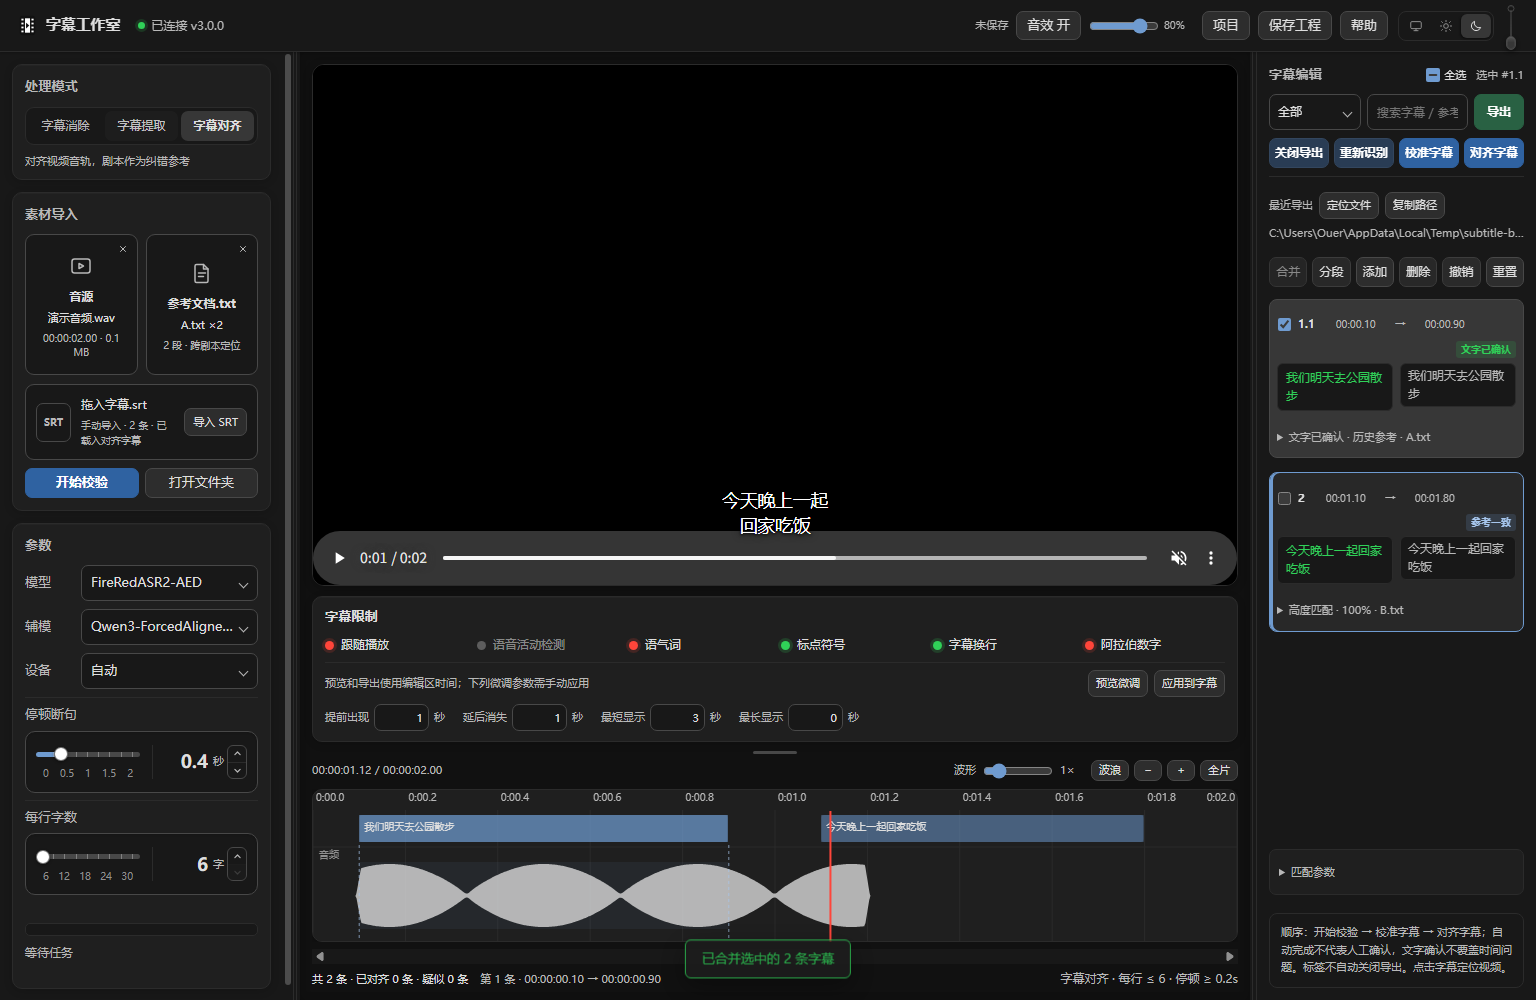 字幕工作室
已连接 v3.0.0
未保存
音效 开
80%
项目
保存工程
帮助
处理模式
字幕消除
字幕提取
字幕对齐
对齐视频音轨，剧本作为纠错参考
素材导入
×
音源
演示音频.wav
00:00:02.00 · 0.1
MB
×
参考文档.txt
A.txt ×2
2 段 · 跨剧本定位
SRT
拖入字幕.srt
手动导入 · 2 条 · 已
载入对齐字幕
导入 SRT
开始校验
打开文件夹
参数
模型
FireRedASR2-AED
辅模
Qwen3-ForcedAligne...
设备
自动
停顿断句
0 0.5 1 1.5 2
0.4 秒
每行字数
6 12 18 24 30
6 字
等待任务
今天晚上一起
回家吃饭
0:01 / 0:02
字幕限制
跟随播放
语音活动检测
语气词
标点符号
字幕换行
阿拉伯数字
预览和导出使用编辑区时间；下列微调参数需手动应用
预览微调
应用到字幕
提前出现 1 秒
延后消失 1 秒
最短显示 3 秒
最长显示 0 秒
00:00:01.12 / 00:00:02.00
波形
1×
波浪
−
+
全片
0:00.0 0:00.2 0:00.4 0:00.6 0:00.8 0:01.0 0:01.2 0:01.4 0:01.6 0:01.8 0:02.0
我们明天去公园散步
今天晚上一起回家吃饭
音频
已合并选中的 2 条字幕
共 2 条 · 已对齐 0 条 · 疑似 0 条
第 1 条 · 00:00:00.10 → 00:00:00.90
字幕对齐 · 每行 ≤ 6 · 停顿 ≥ 0.2s
字幕编辑
全选
选中 #1.1
全部
搜索字幕 / 参考
导出
关闭导出
重新识别
校准字幕
对齐字幕
最近导出
定位文件
复制路径
C:\Users\Ouer\AppData\Local\Temp\subtitle-b...
合并
分段
添加
删除
撤销
重置
1.1
00:00.10 → 00:00.90
文字已确认
我们明天去公园散
步
我们明天去公园散
步
文字已确认 · 历史参考 · A.txt
2
00:01.10 → 00:01.80
参考一致
今天晚上一起回家
吃饭
今天晚上一起回家
吃饭
高度匹配 · 100% · B.txt
匹配参数
顺序：开始校验 → 校准字幕 → 对齐字幕；自
动完成不代表人工确认，文字确认不覆盖时间问
题。标签不自动关闭导出。点击字幕定位视频。